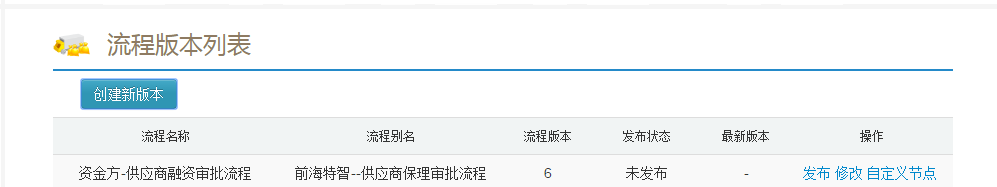 流程版本列表
创建新版本
流程名称 流程别名 流程版本 发布状态 最新版本 操作
资金方-供应商融资审批流程 前海特智--供应商保理审批流程 6 未发布 - 发布 修改 自定义节点